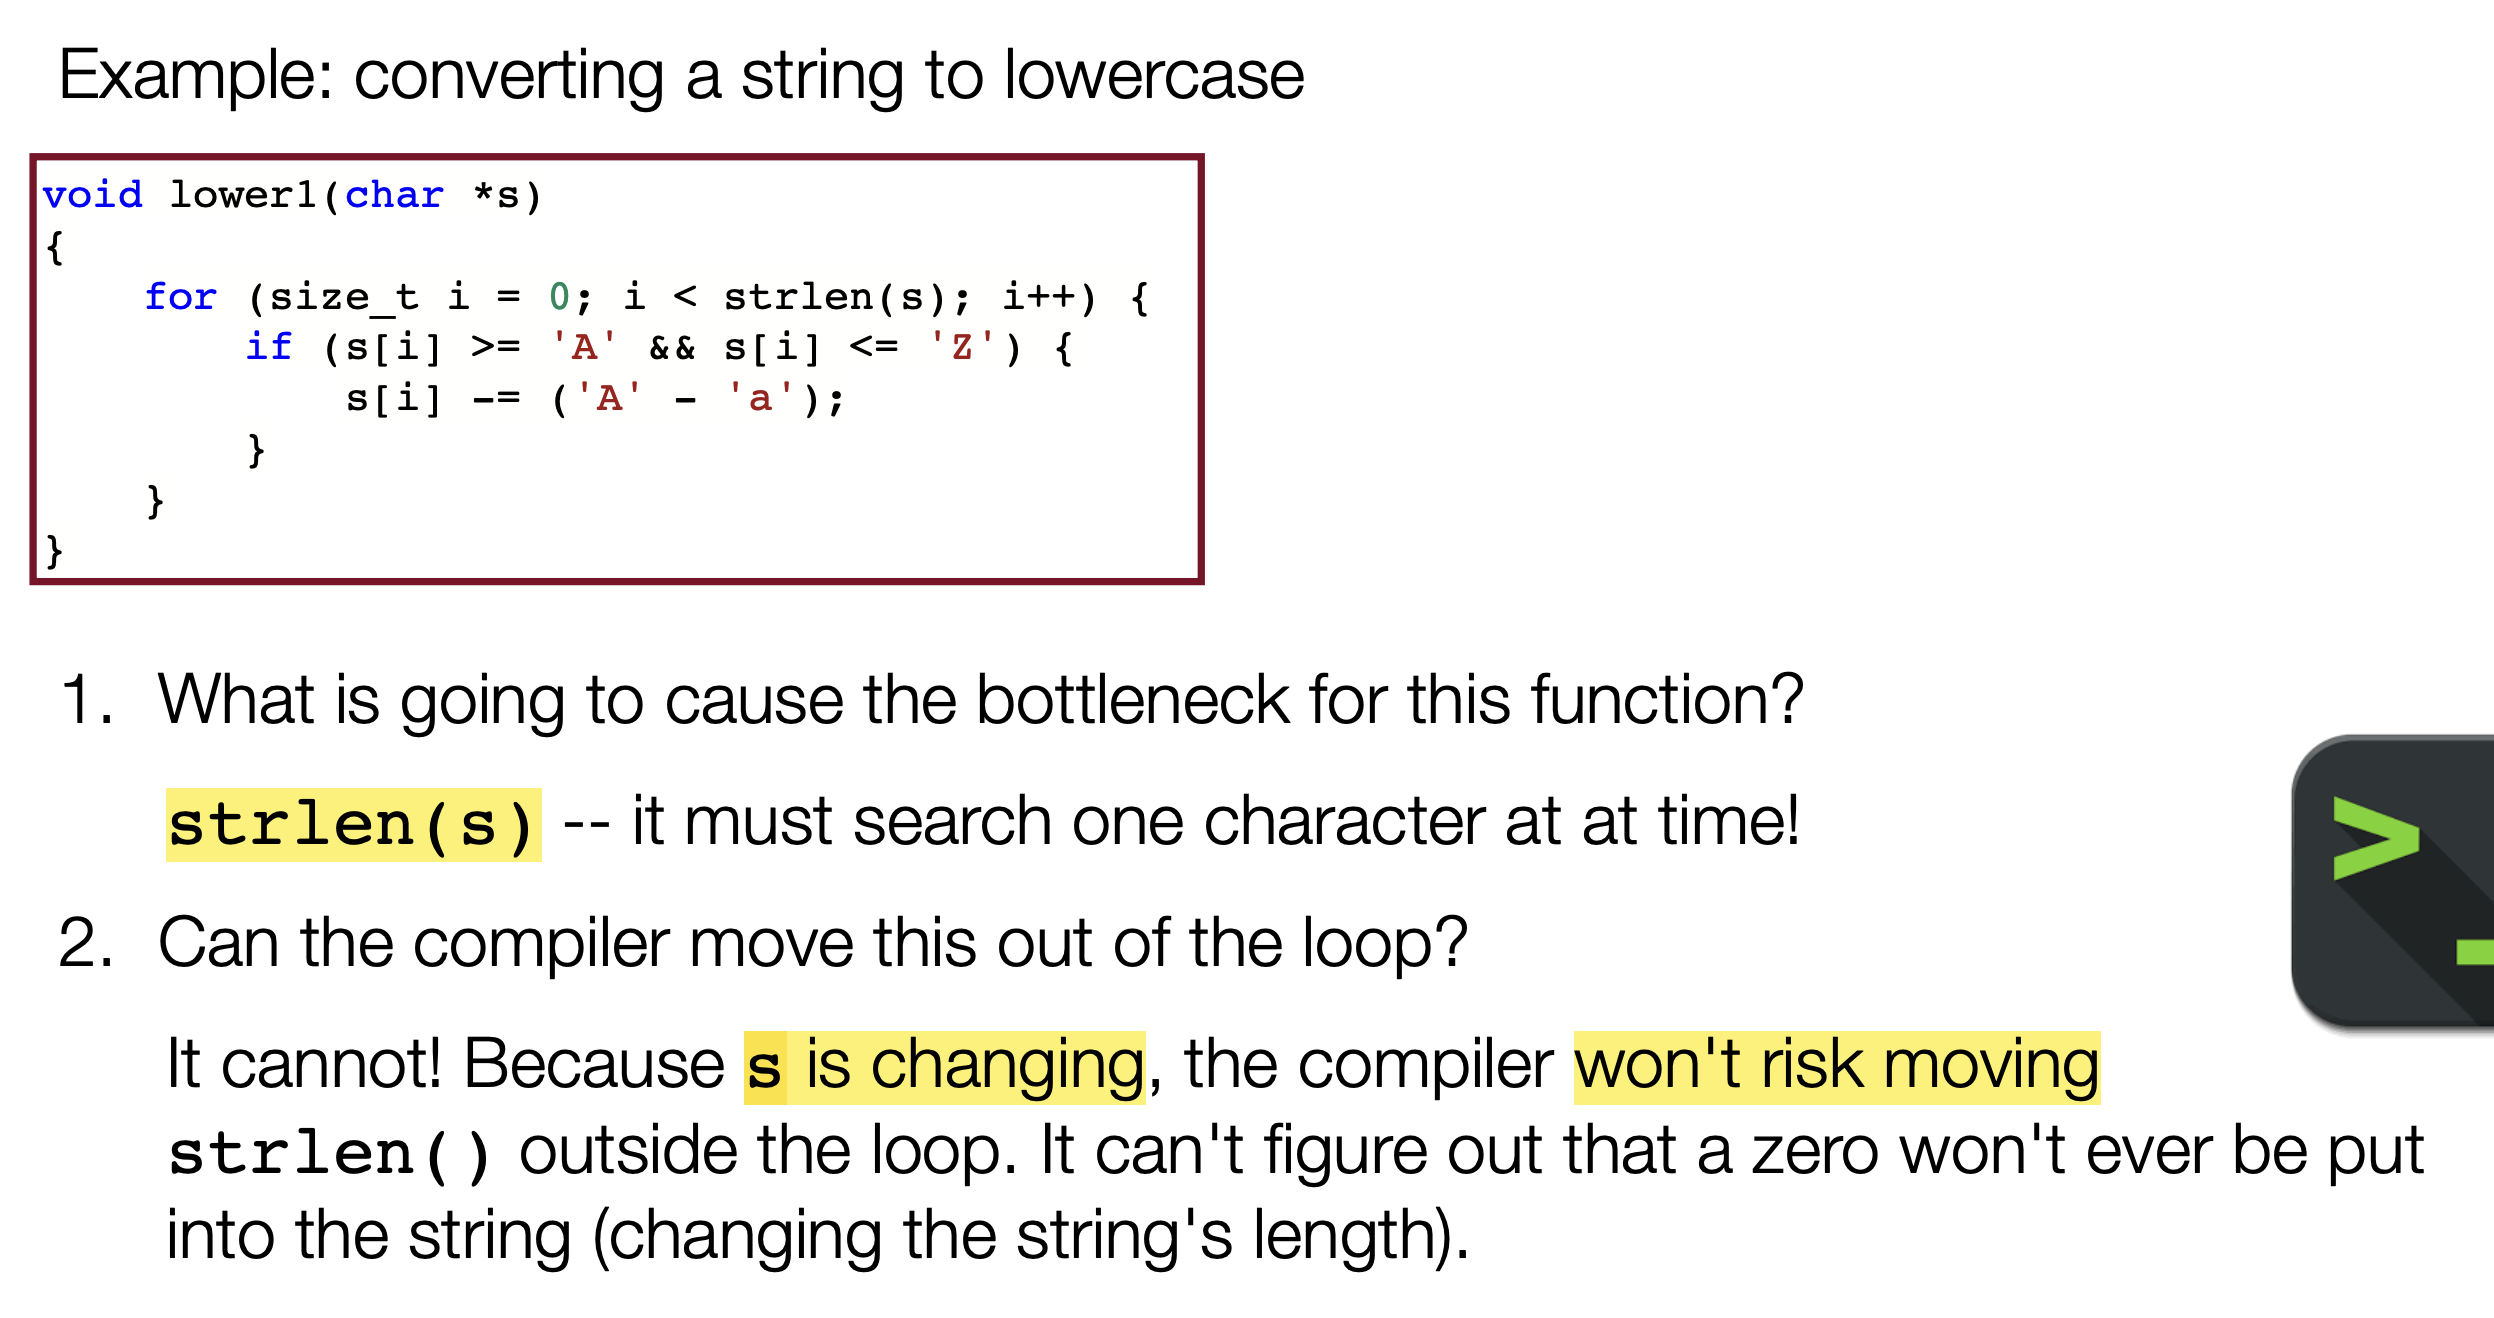 Example: converting a string to lowercase
void lower1(char *s)
{
    for (size_t i = 0; i < strlen(s); i++) {
        if (s[i] >= 'A' && s[i] <= 'Z') {
            s[i] -= ('A' - 'a');
        }
    }
}
1. What is going to cause the bottleneck for this function?
strlen(s) -- it must search one character at at time!
2. Can the compiler move this out of the loop?
It cannot! Because s is changing, the compiler won't risk moving
strlen() outside the loop. It can't figure out that a zero won't ever be put
into the string (changing the string's length).